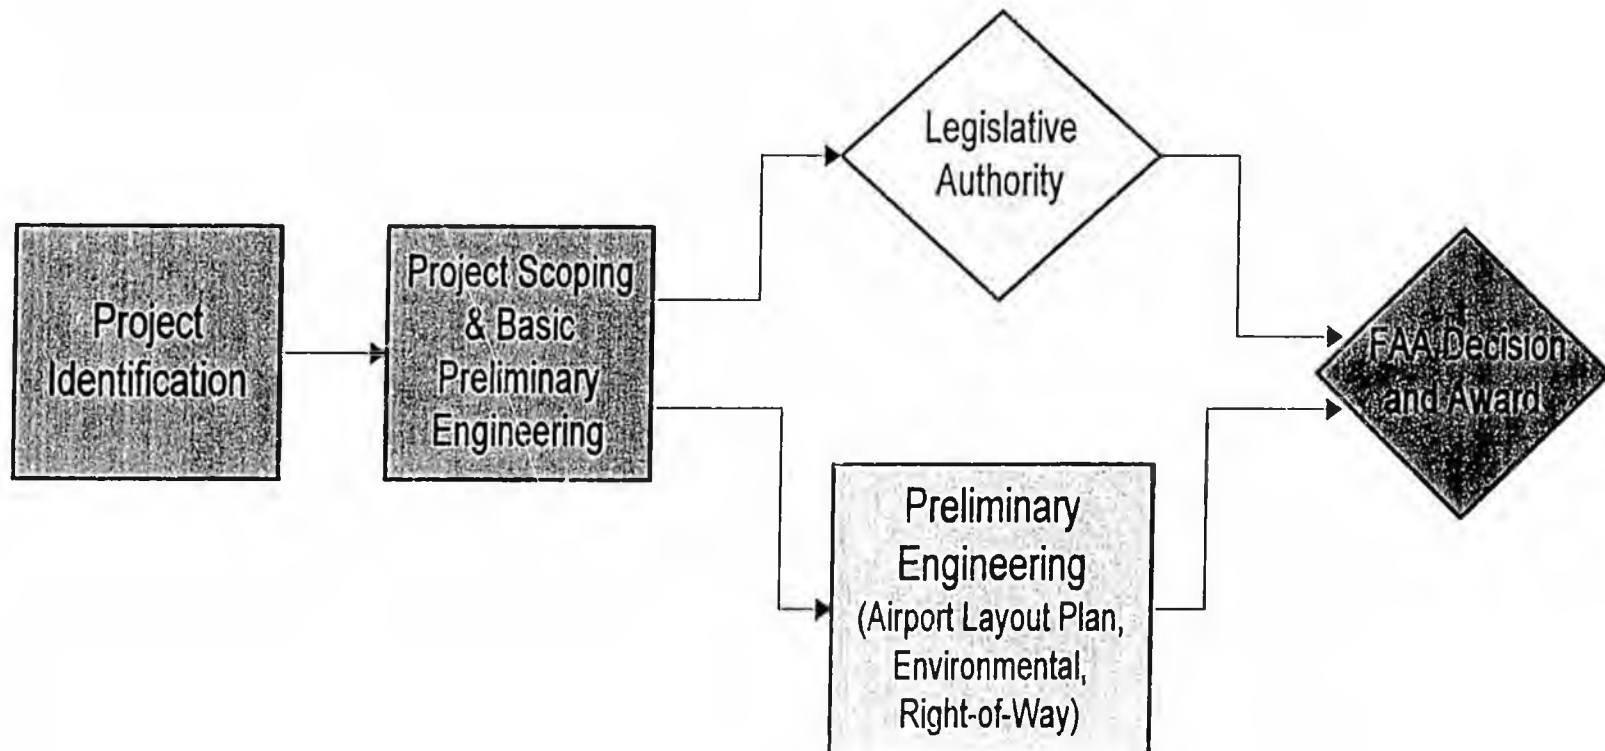 Project
Identification
Project Scoping
& Basic
Preliminary
Engineering
Legislative
Authority
Preliminary
Engineering
(Airport Layout Plan,
Environmental,
Right-of-Way)
FAA Decision
and Award